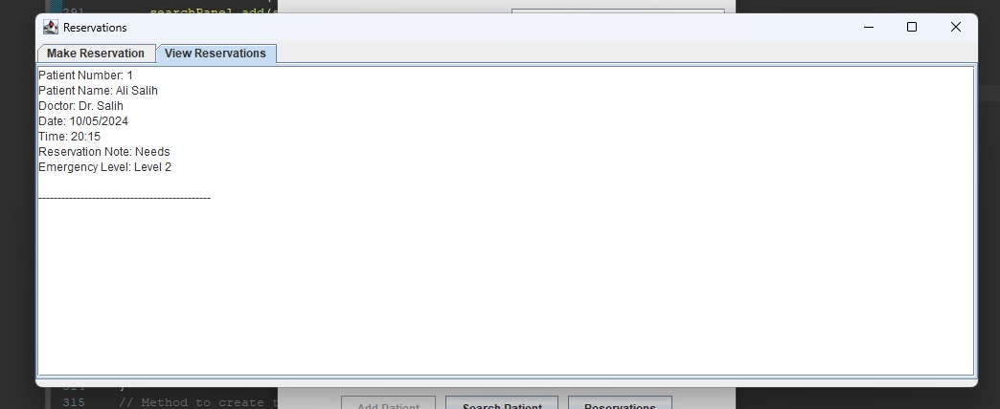 291 searchPanel.add(s
Reservations
Make Reservation View Reservations
Patient Number: 1
Patient Name: Ali Salih
Doctor: Dr. Salih
Date: 10/05/2024
Time: 20:15
Reservation Note: Needs
Emergency Level: Level 2
---------------------------------------------
314 }
315 // Method to create t
Add Patient Search Patient Reservations